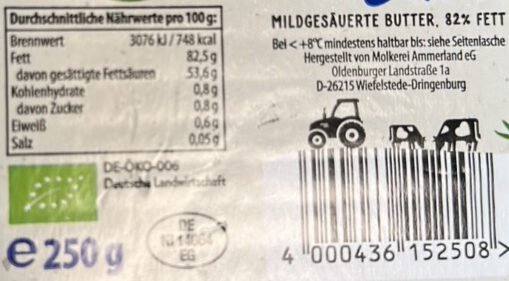 Durchschnittliche Nährwerte pro 100 g:
Brennwert 3076 kJ / 748 kcal
Fett 82,5 g
davon gesättigte Fettsäuren 53,6 g
Kohlenhydrate 0,8 g
davon Zucker 0,8 g
Eiweiß 0,6 g
Salz 0,05 g
DE-ÖKO-006
Deutsche Landwirtschaft
e 250 g
DE
EG
MILDGESÄUERTE BUTTER, 82% FETT
Bei < +8°C mindestens haltbar bis: siehe Seitenlasche
Hergestellt von Molkerei Ammerland eG
Oldenburger Landstraße 1a
D-26215 Wiefelstede-Dringenburg
4 000436 152508 >